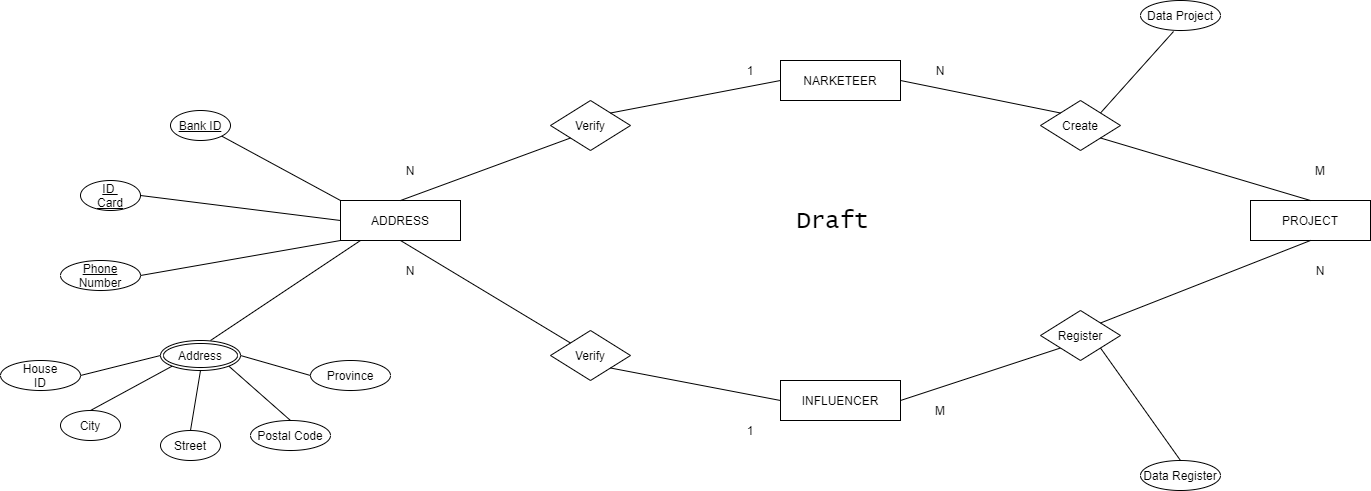 Data Project
1
NARKETEER
N
Bank ID
Verify
Create
N
M
ID
Card
ADDRESS
Draft
PROJECT
Phone
Number
N
N
Address
Verify
Register
House
ID
Province
INFLUENCER
M
City
Street
Postal Code
1
Data Register